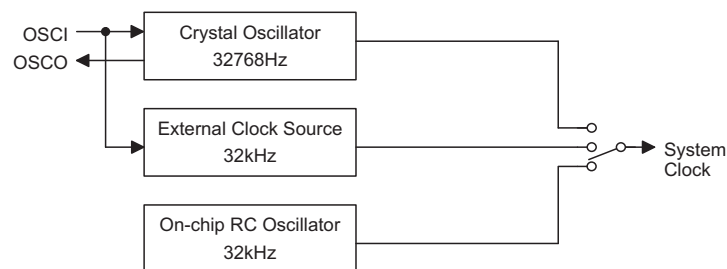 OSCI
OSCO
Crystal Oscillator
32768Hz
External Clock Source
32kHz
On-chip RC Oscillator
32kHz
System
Clock